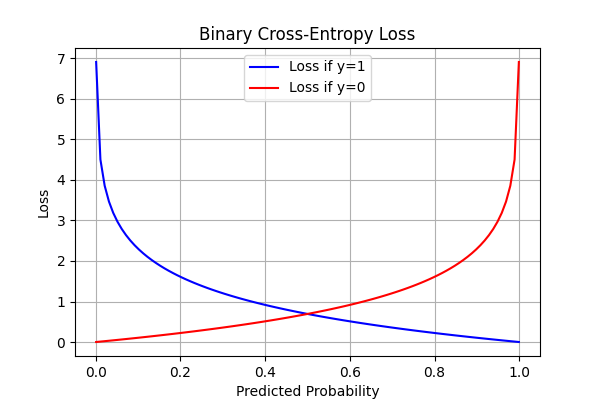 Binary Cross-Entropy Loss
Loss if y=1
Loss if y=0
7
6
5
4
3
2
1
0
Loss
0.0 0.2 0.4 0.6 0.8 1.0
Predicted Probability